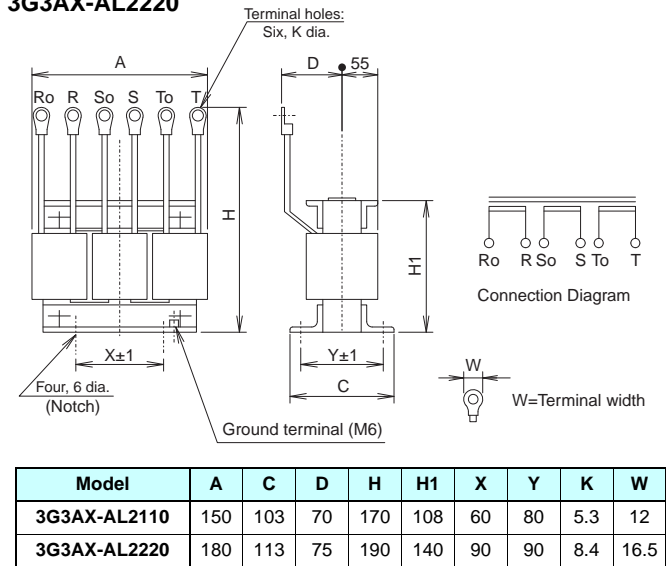 3G3AX-AL2220
Terminal holes:
Six, K dia.
A
D
55
Ro R So S To T
H
H1
Ro R So S To T
Connection Diagram
X±1
Y±1
C
Four, 6 dia.
(Notch)
Ground terminal (M6)
W
W=Terminal width
Model A C D H H1 X Y K W
3G3AX-AL2110 150 103 70 170 108 60 80 5.3 12
3G3AX-AL2220 180 113 75 190 140 90 90 8.4 16.5